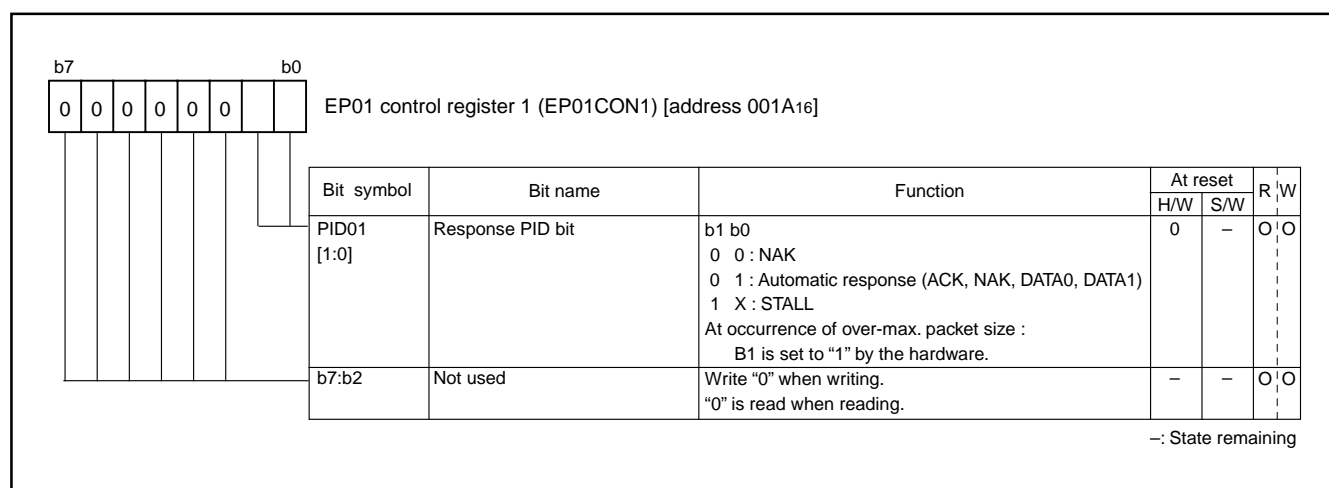 b7 b0
0 0 0 0 0 0
EP01 control register 1 (EP01CON1) [address 001A16]
Bit symbol Bit name Function At reset R W
H/W S/W
PID01 Response PID bit b1 b0 0 – O O
[1:0] 0 0 : NAK
0 1 : Automatic response (ACK, NAK, DATA0, DATA1)
1 X : STALL
At occurrence of over-max. packet size :
B1 is set to “1” by the hardware.
b7:b2 Not used Write “0” when writing. – – O O
“0” is read when reading.
–: State remaining